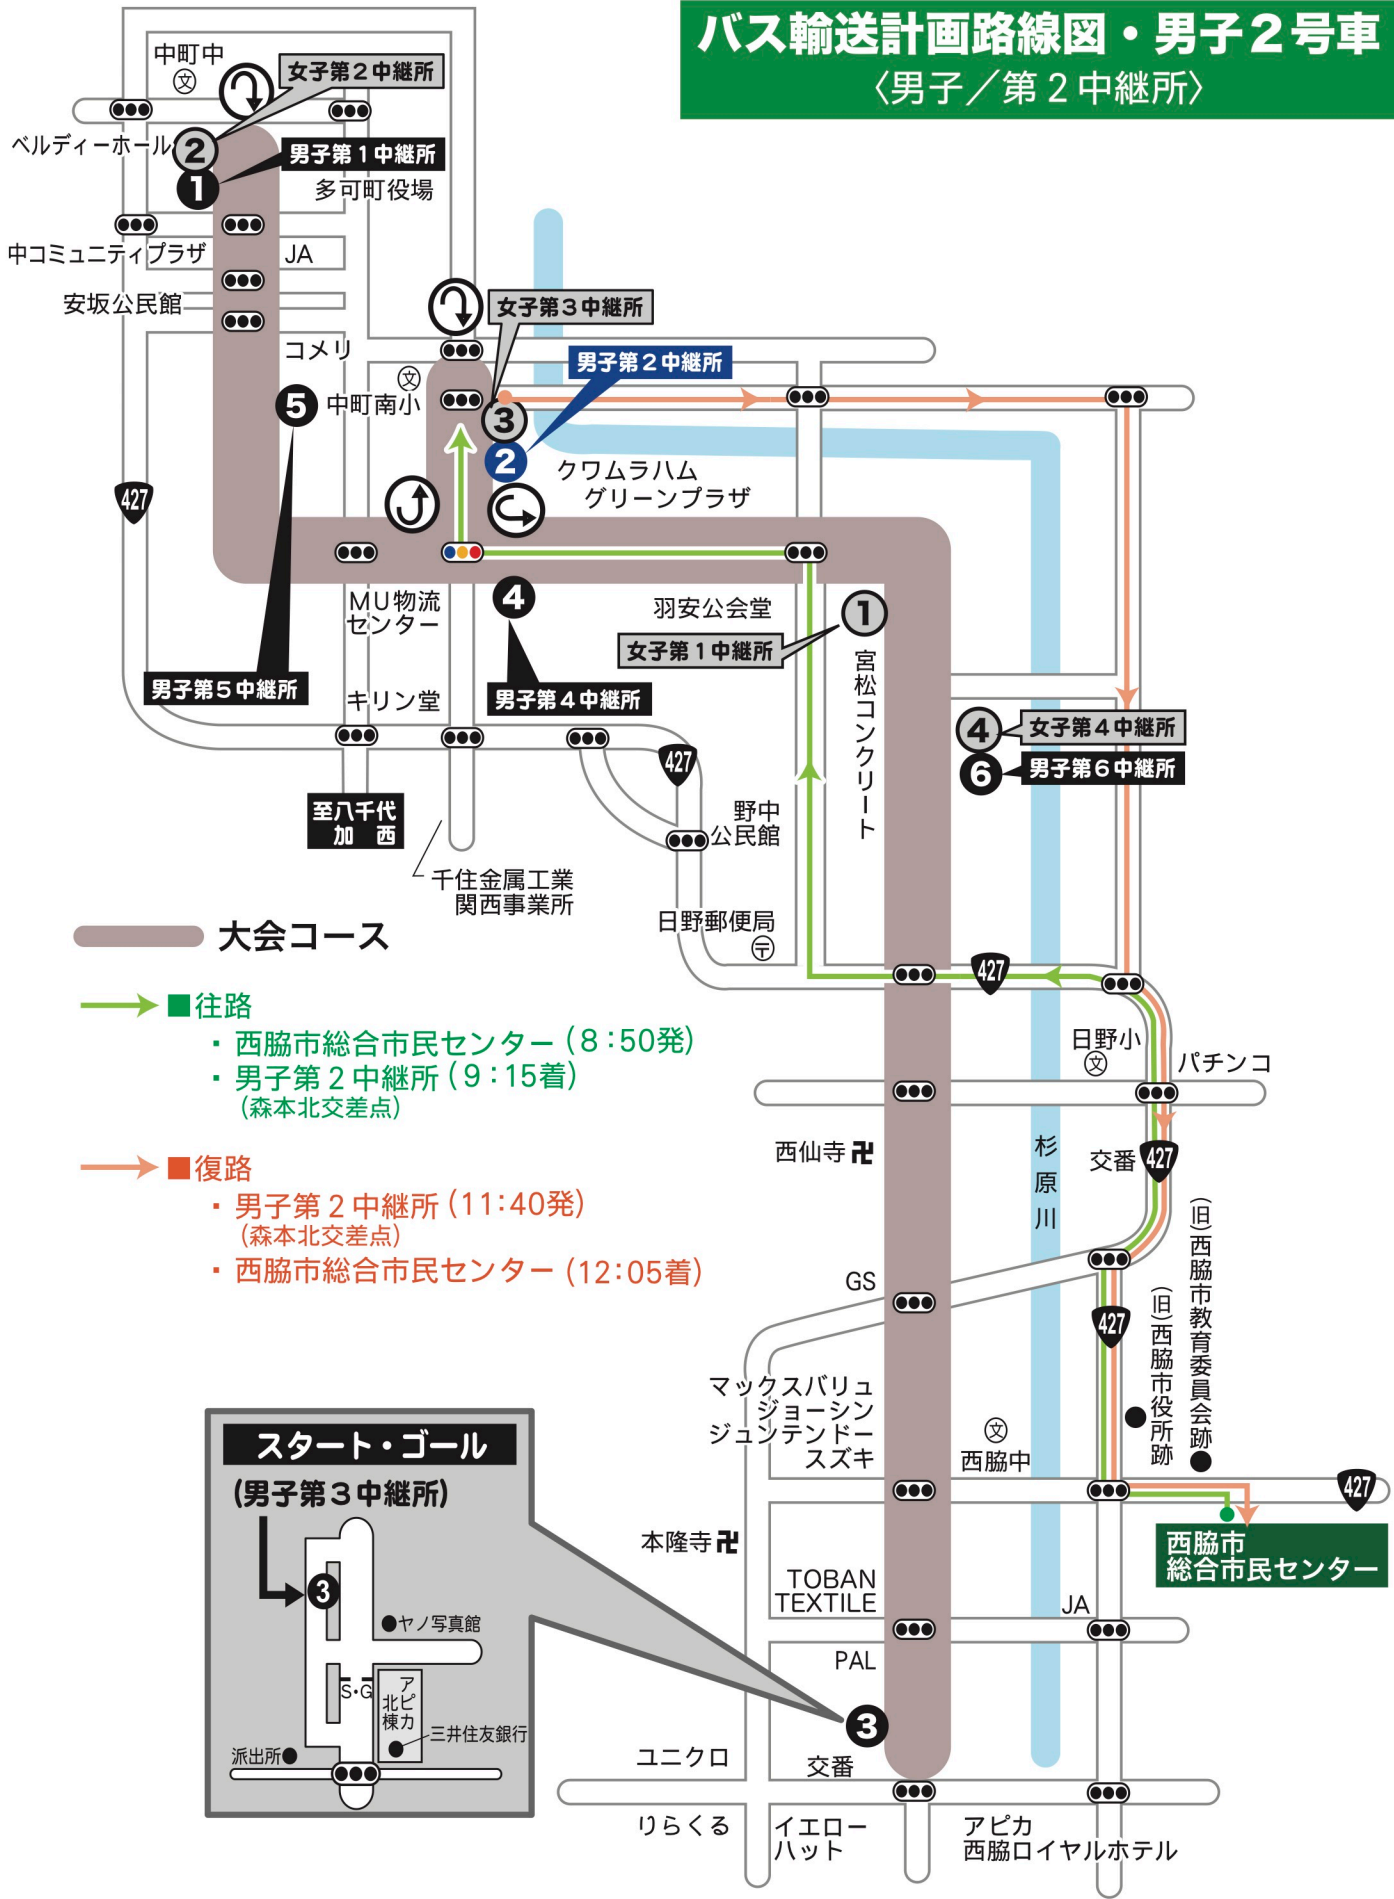 バス輸送計画路線図・男子2号車
〈男子／第2中継所〉
中町中
文
女子第2中継所
ベルディーホール
2
男子第1中継所
1
多可町役場
中コミュニティプラザ
JA
安坂公民館
女子第3中継所
コメリ
男子第2中継所
文
中町南小
5
3
2
クワムラハム
グリーンプラザ
427
MU物流
センター
4
羽安公会堂
1
女子第1中継所
宮松コンクリート
男子第5中継所
キリン堂
男子第4中継所
4
女子第4中継所
6
男子第6中継所
427
至八千代
加西
野中
公民館
千住金属工業
関西事業所
日野郵便局
〒
大会コース
427
■往路
・西脇市総合市民センター（8：50発）
・男子第2中継所（9：15着）
（森本北交差点）
日野小
文
パチンコ
■復路
・男子第2中継所（11：40発）
（森本北交差点）
・西脇市総合市民センター（12：05着）
西仙寺卍
杉原川
交番
427
(旧)西脇市教育委員会跡
(旧)西脇市役所跡
GS
427
マックスバリュ
ジョーシン
ジュンテンドー
スズキ
文
西脇中
427
西脇市
総合市民センター
本隆寺卍
TOBAN
TEXTILE
JA
PAL
3
スタート・ゴール
(男子第3中継所)
3
ヤノ写真館
S・G
アピカ
北棟
三井住友銀行
派出所
ユニクロ
交番
りらくる
イエロー
ハット
アピカ
西脇ロイヤルホテル